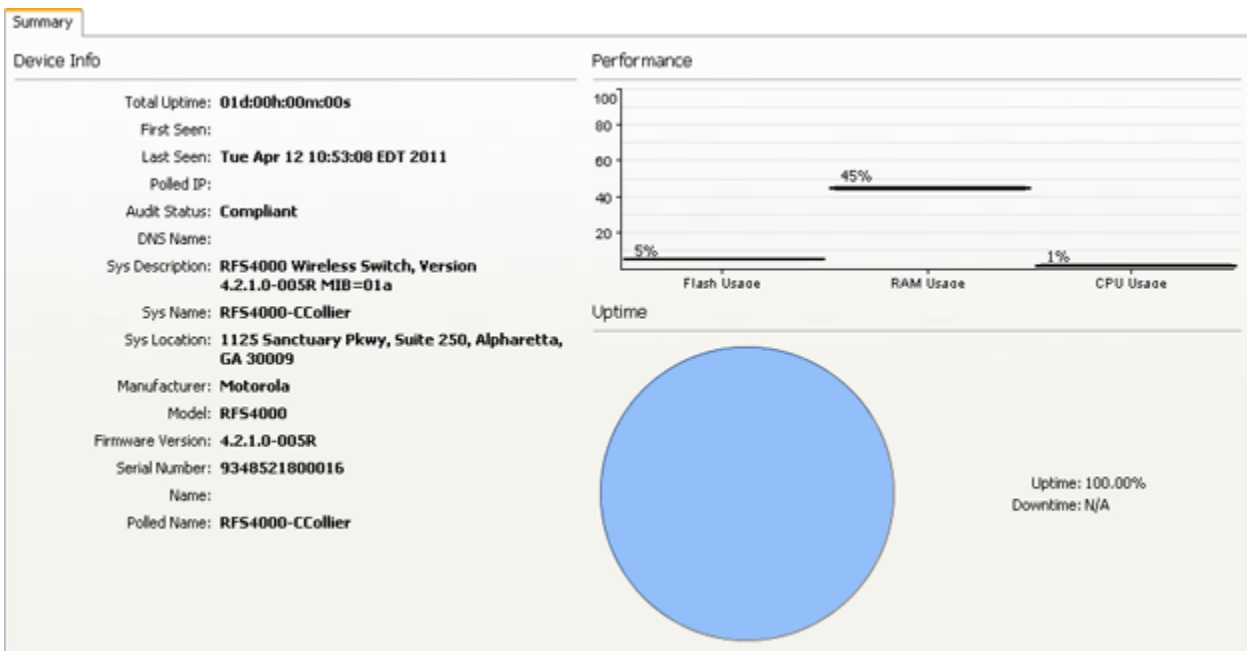 Summary
Device Info
Total Uptime: 01d:00h:00m:00s
First Seen:
Last Seen: Tue Apr 12 10:53:08 EDT 2011
Polled IP:
Audit Status: Compliant
DNS Name:
Sys Description: RFS4000 Wireless Switch, Version
4.2.1.0-005R MIB=01a
Sys Name: RFS4000-CCollier
Sys Location: 1125 Sanctuary Pkwy, Suite 250, Alpharetta,
GA 30009
Manufacturer: Motorola
Model: RFS4000
Firmware Version: 4.2.1.0-005R
Serial Number: 9348521800016
Name:
Polled Name: RFS4000-CCollier
Performance
100
80
60
40
20
5%
45%
1%
Flash Usage
RAM Usage
CPU Usage
Uptime
Uptime: 100.00%
Downtime: N/A